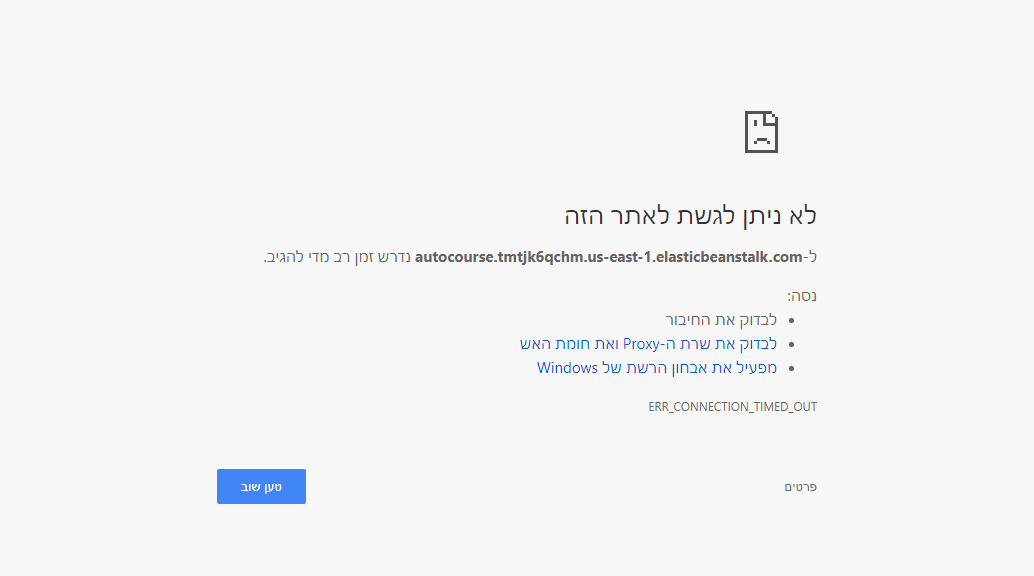 לא ניתן לגשת לאתר הזה
ל-autocourse.tmtjk6qchm.us-east-1.elasticbeanstalk.com נדרש זמן רב מדי להגיב.
נסה:
לבדוק את החיבור
לבדוק את שרת ה-Proxy ואת חומת האש
מפעיל את אבחון הרשת של Windows
ERR_CONNECTION_TIMED_OUT
פרטים
טען שוב